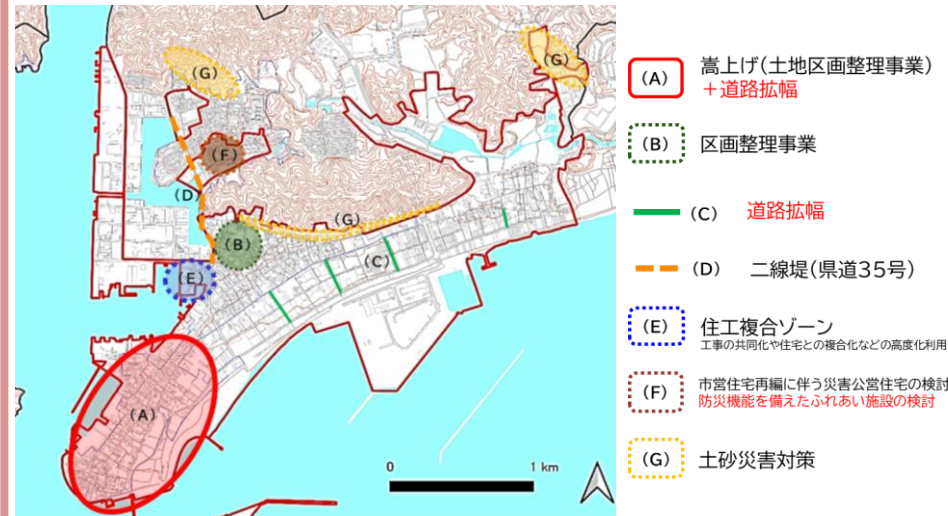 (G)
(G)
(F)
(D)
(G)
(B)
(C)
(E)
(A)
0 1 km
(A) 嵩上げ(土地区画整理事業)
+道路拡幅
(B) 区画整理事業
(C) 道路拡幅
(D) 二線堤(県道35号)
(E) 住工複合ゾーン
工事の共同化や住宅との複合化などの高度化利用
(F) 市営住宅再編に伴う災害公営住宅の検討
防災機能を備えたふれあい施設の検討
(G) 土砂災害対策